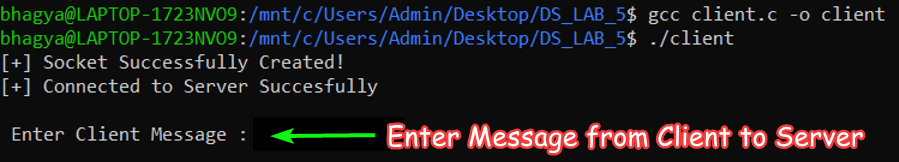 bhagya@LAPTOP-1723NVO9:/mnt/c/Users/Admin/Desktop/DS_LAB_5$ gcc client.c -o client
bhagya@LAPTOP-1723NVO9:/mnt/c/Users/Admin/Desktop/DS_LAB_5$ ./client
[+] Socket Successfully Created!
[+] Connected to Server Succesfully
Enter Client Message : Enter Message from Client to Server